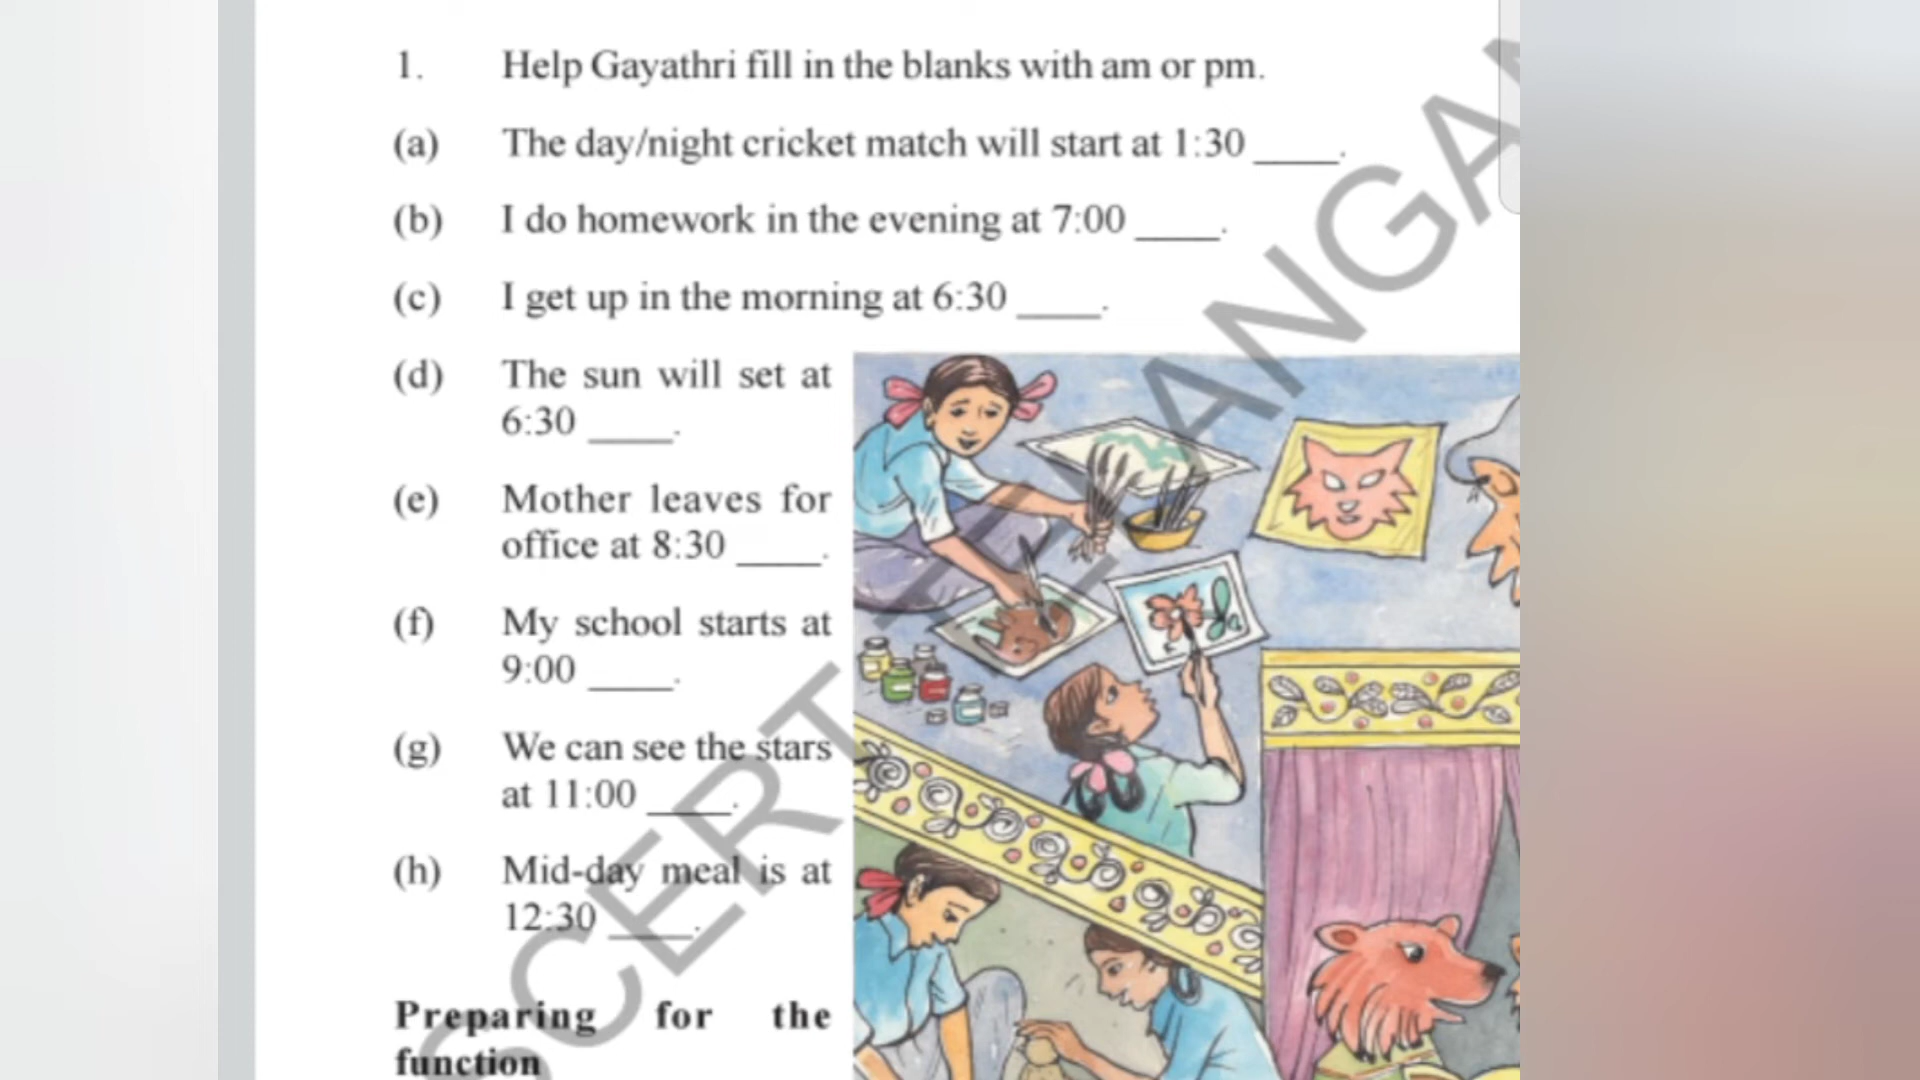 1. Help Gayathri fill in the blanks with am or pm.
(a) The day/night cricket match will start at 1:30 ____.
(b) I do homework in the evening at 7:00 ____.
(c) I get up in the morning at 6:30 ____.
(d) The sun will set at
6:30 ____.
(e) Mother leaves for
office at 8:30 ____.
(f) My school starts at
9:00 ____.
(g) We can see the stars
at 11:00 ____.
(h) Mid-day meal is at
12:30 ____.
Preparing for the
function
SCERT TELANGAN